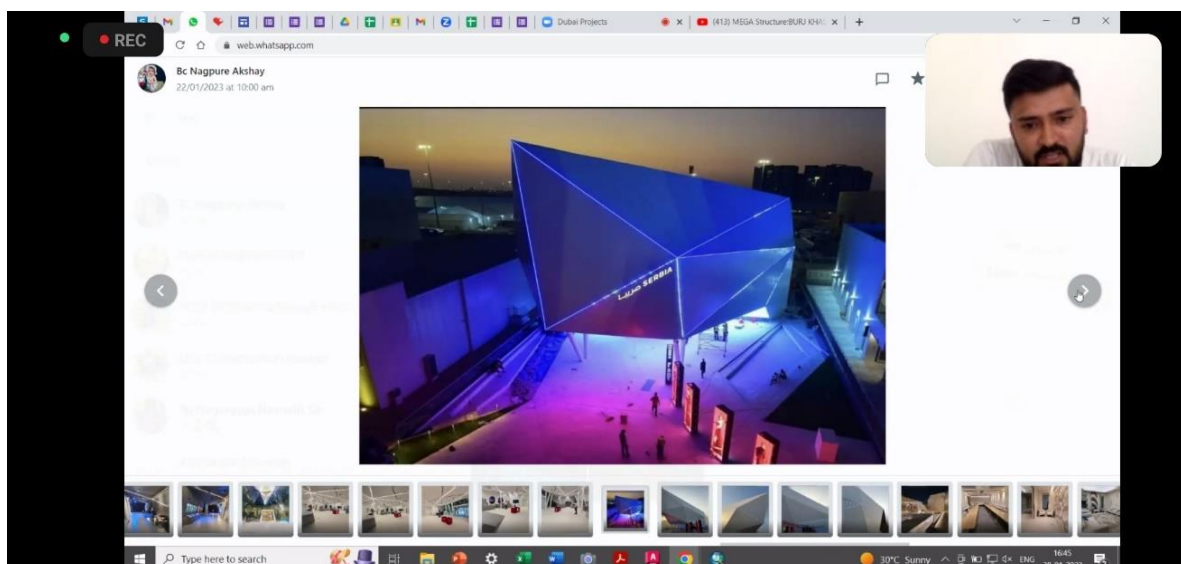 REC
Dubai Projects
(413) MEGA Structure:BURJ KHA
web.whatsapp.com
Bc Nagpure Akshay
22/01/2023 at 10:00 am
صربيا SERBIA
Type here to search
30°C Sunny
ENG
16:45